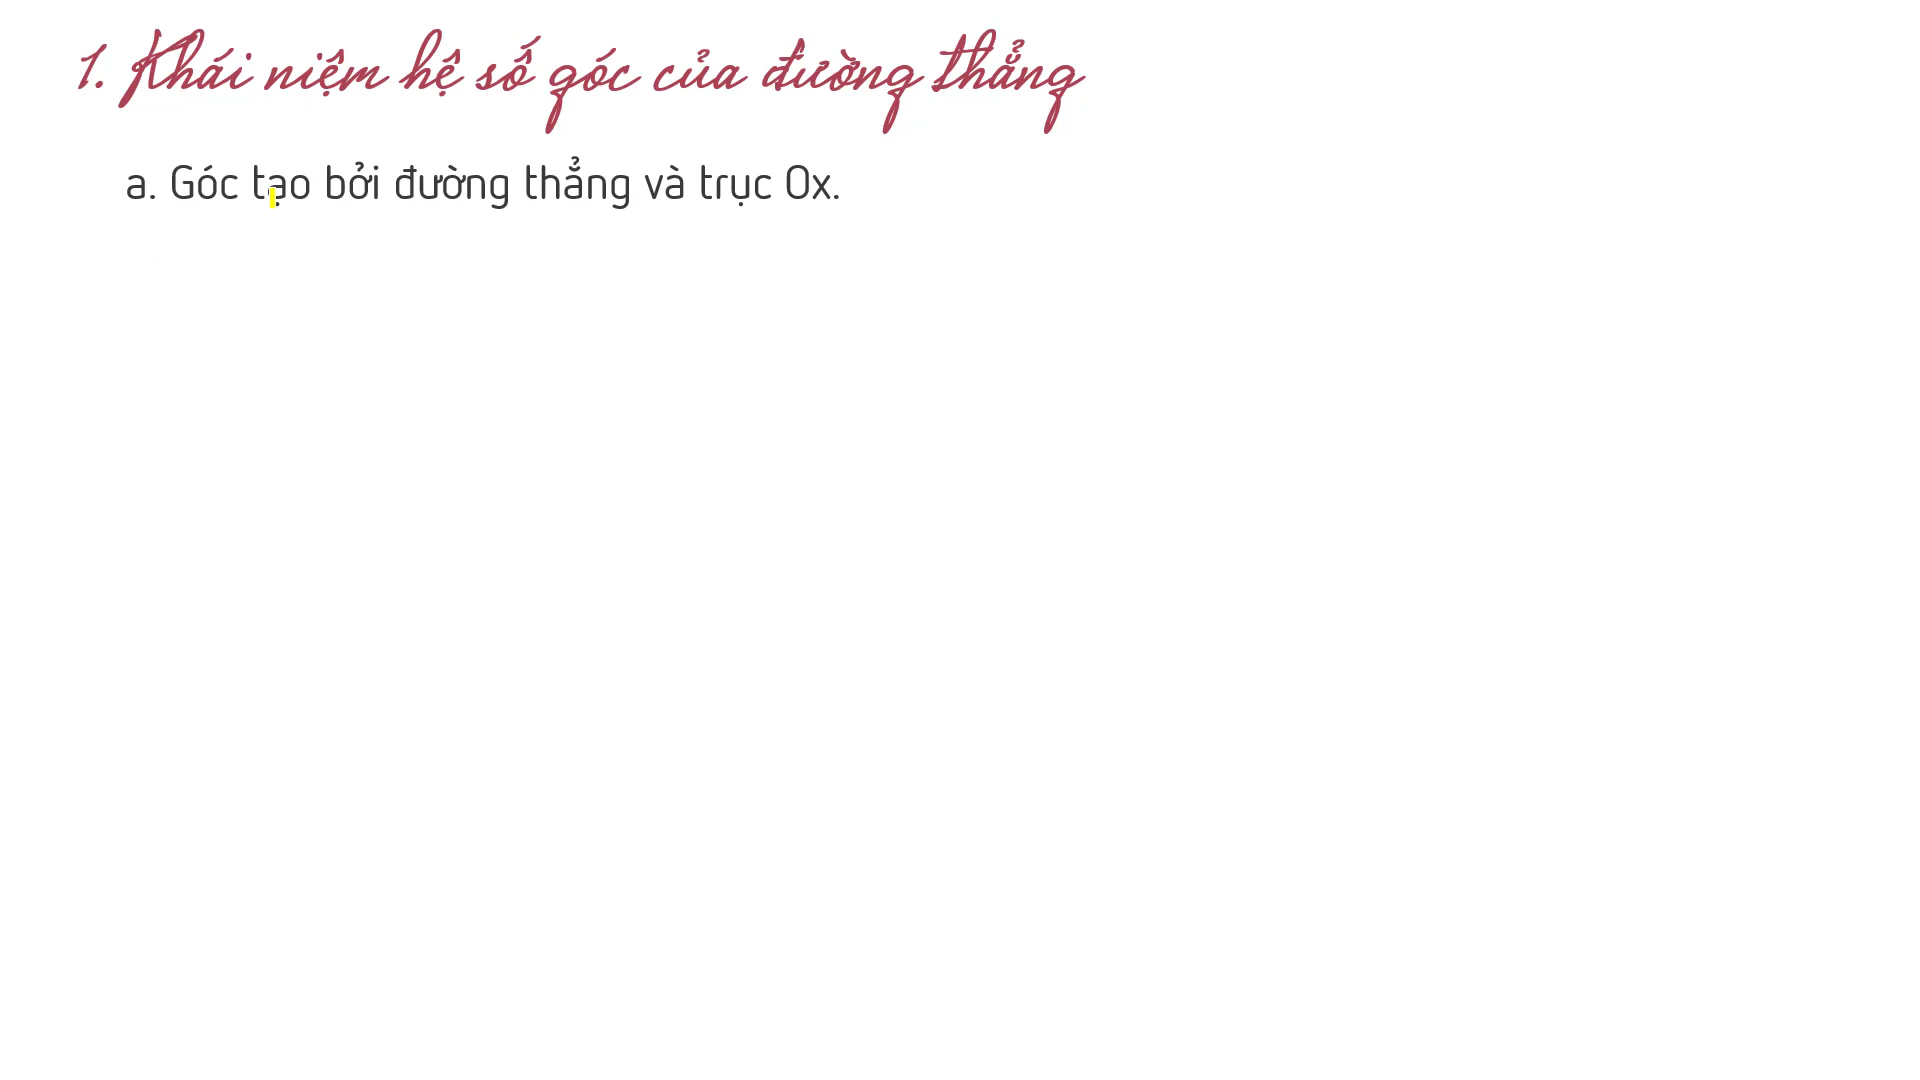 1. Khái niệm hệ số góc của đường thẳng
a. Góc tạo bởi đường thẳng và trục Ox.